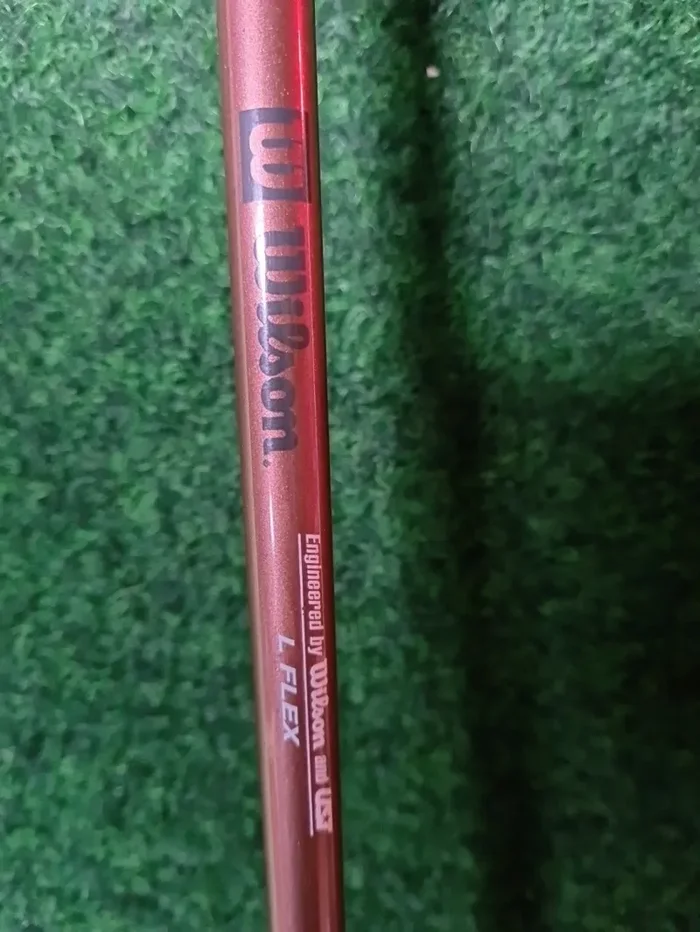 W
Wilson.
Engineered by Wilson and UST
L FLEX